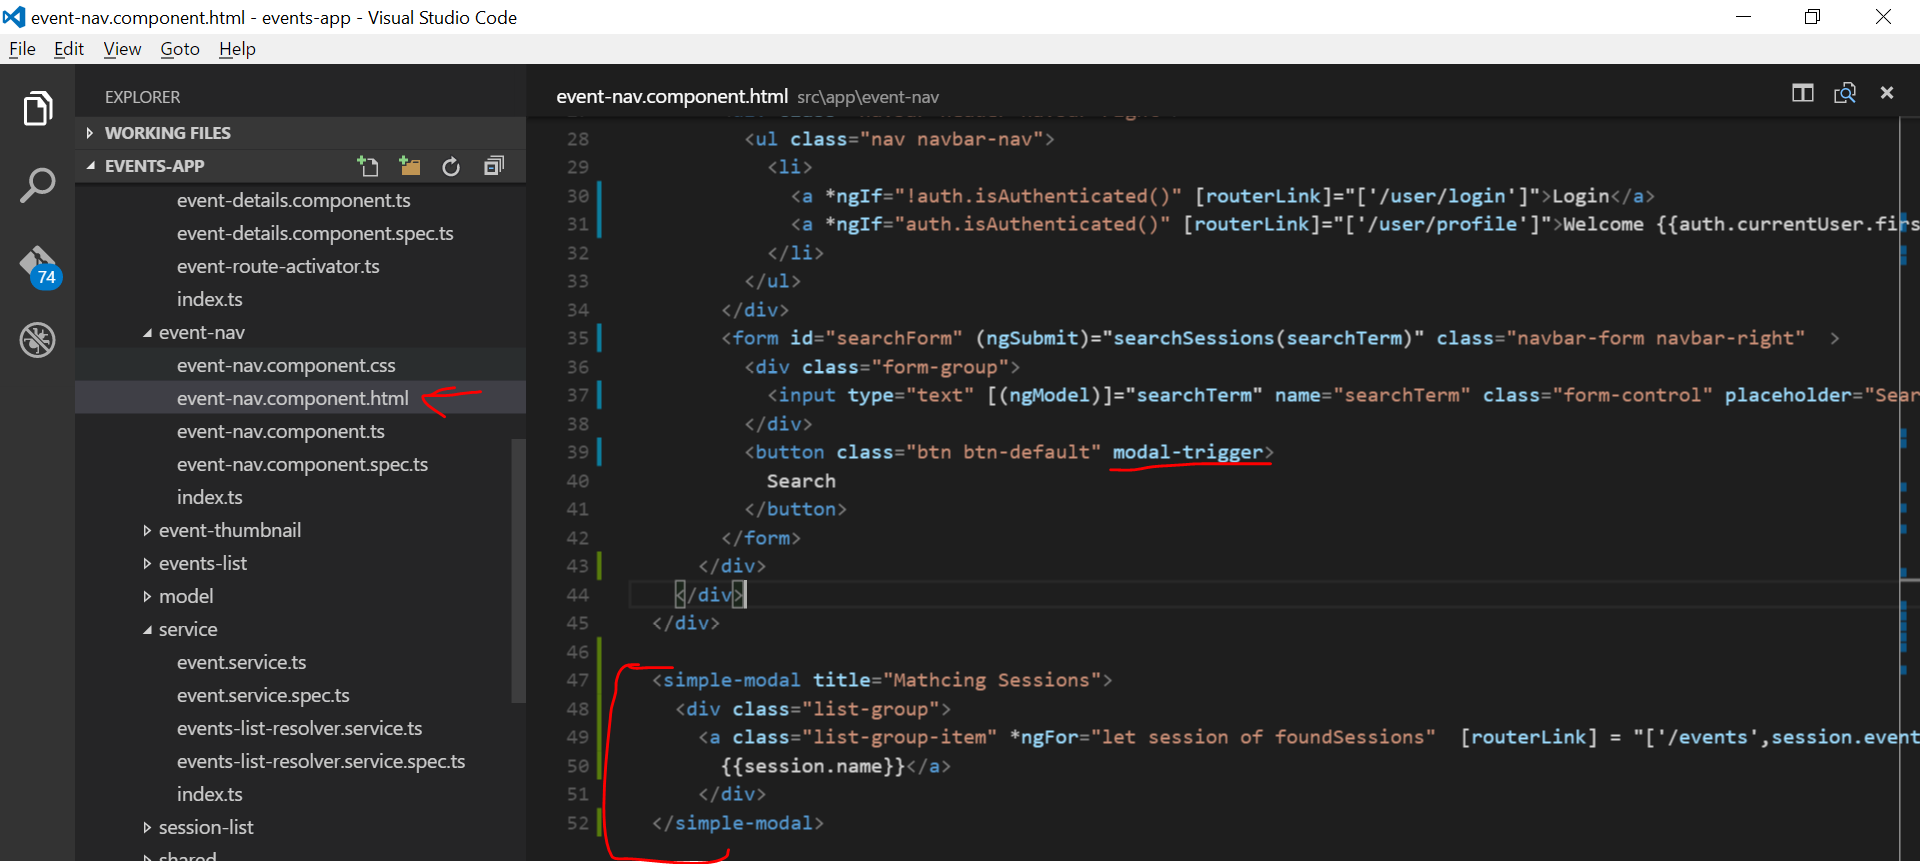 event-nav.component.html - events-app - Visual Studio Code
File Edit View Goto Help
EXPLORER
WORKING FILES
EVENTS-APP
event-details.component.ts
event-details.component.spec.ts
event-route-activator.ts
index.ts
event-nav
event-nav.component.css
event-nav.component.html
event-nav.component.ts
event-nav.component.spec.ts
index.ts
event-thumbnail
events-list
model
service
event.service.ts
event.service.spec.ts
events-list-resolver.service.ts
events-list-resolver.service.spec.ts
index.ts
session-list
shared
74
event-nav.component.html src\app\event-nav
28 <ul class="nav navbar-nav">
29 <li>
30 <a *ngIf="!auth.isAuthenticated()" [routerLink]="['/user/login']">Login</a>
31 <a *ngIf="auth.isAuthenticated()" [routerLink]="['/user/profile']">Welcome {{auth.currentUser.firs
32 </li>
33 </ul>
34 </div>
35 <form id="searchForm" (ngSubmit)="searchSessions(searchTerm)" class="navbar-form navbar-right" >
36 <div class="form-group">
37 <input type="text" [(ngModel)]="searchTerm" name="searchTerm" class="form-control" placeholder="Sear
38 </div>
39 <button class="btn btn-default" modal-trigger>
40 Search
41 </button>
42 </form>
43 </div>
44 </div>
45 </div>
46
47 <simple-modal title="Mathcing Sessions">
48 <div class="list-group">
49 <a class="list-group-item" *ngFor="let session of foundSessions" [routerLink] = "['/events',session.event
50 {{session.name}}</a>
51 </div>
52 </simple-modal>